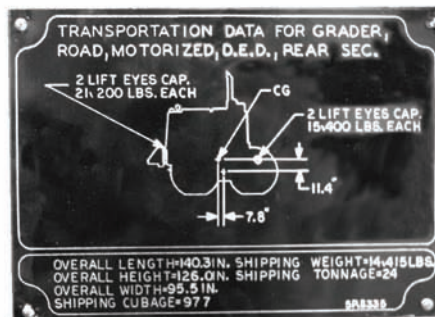 TRANSPORTATION DATA FOR GRADER,
ROAD, MOTORIZED, D.E.D., REAR SEC.
2 LIFT EYES CAP.
21,200 LBS. EACH
CG
2 LIFT EYES CAP.
15,400 LBS. EACH
11.4"
7.8"
OVERALL LENGTH=140.3IN. SHIPPING WEIGHT=14,415LBS.
OVERALL HEIGHT=126.0IN. SHIPPING TONNAGE=24
OVERALL WIDTH=95.5IN.
SHIPPING CUBAGE=977